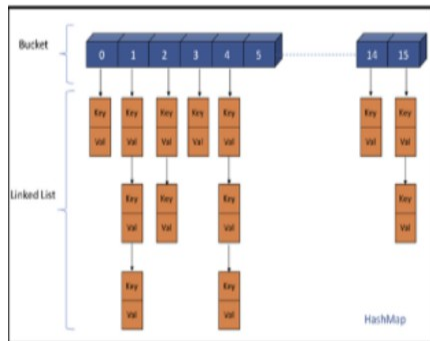 Bucket
0 1 2 3 4 5 14 15
Key Key Key Key Key Key Key
Val Val Val Val Val Val Val
Linked List
Key Key Key Key
Val Val Val Val
Key Key
Val Val
HashMap